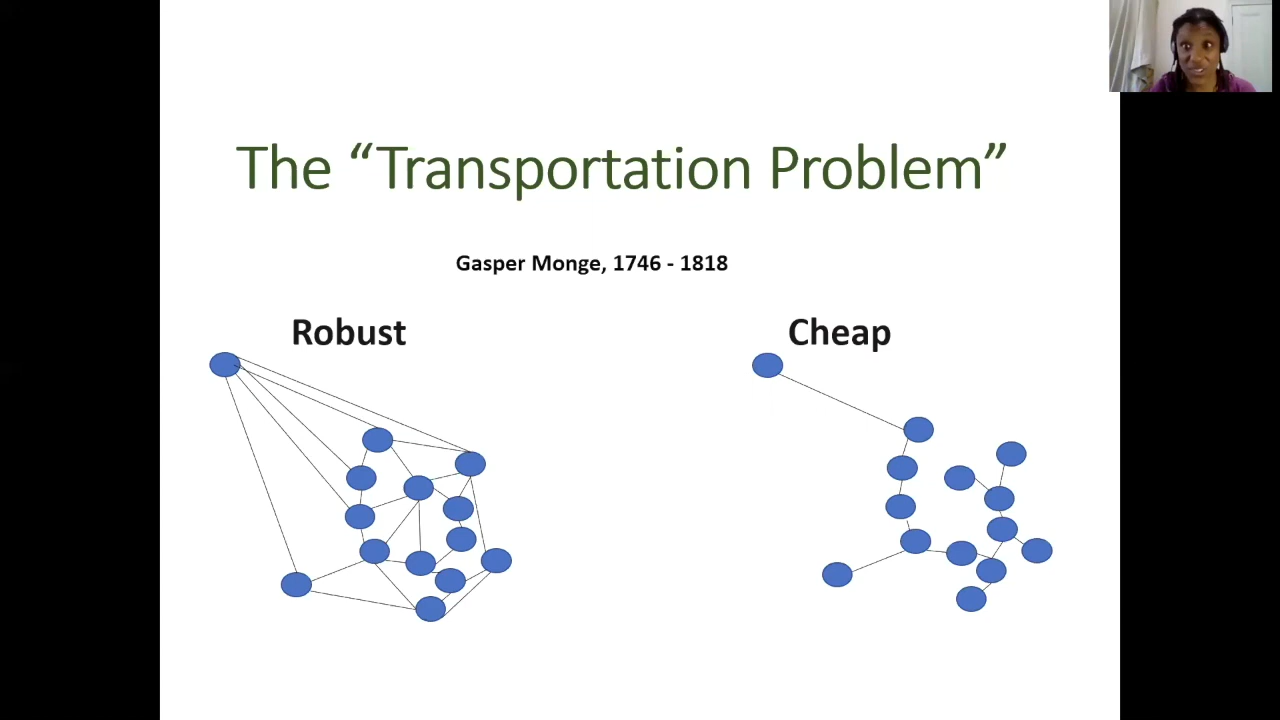 The “Transportation Problem”
Gasper Monge, 1746 - 1818
Robust
Cheap